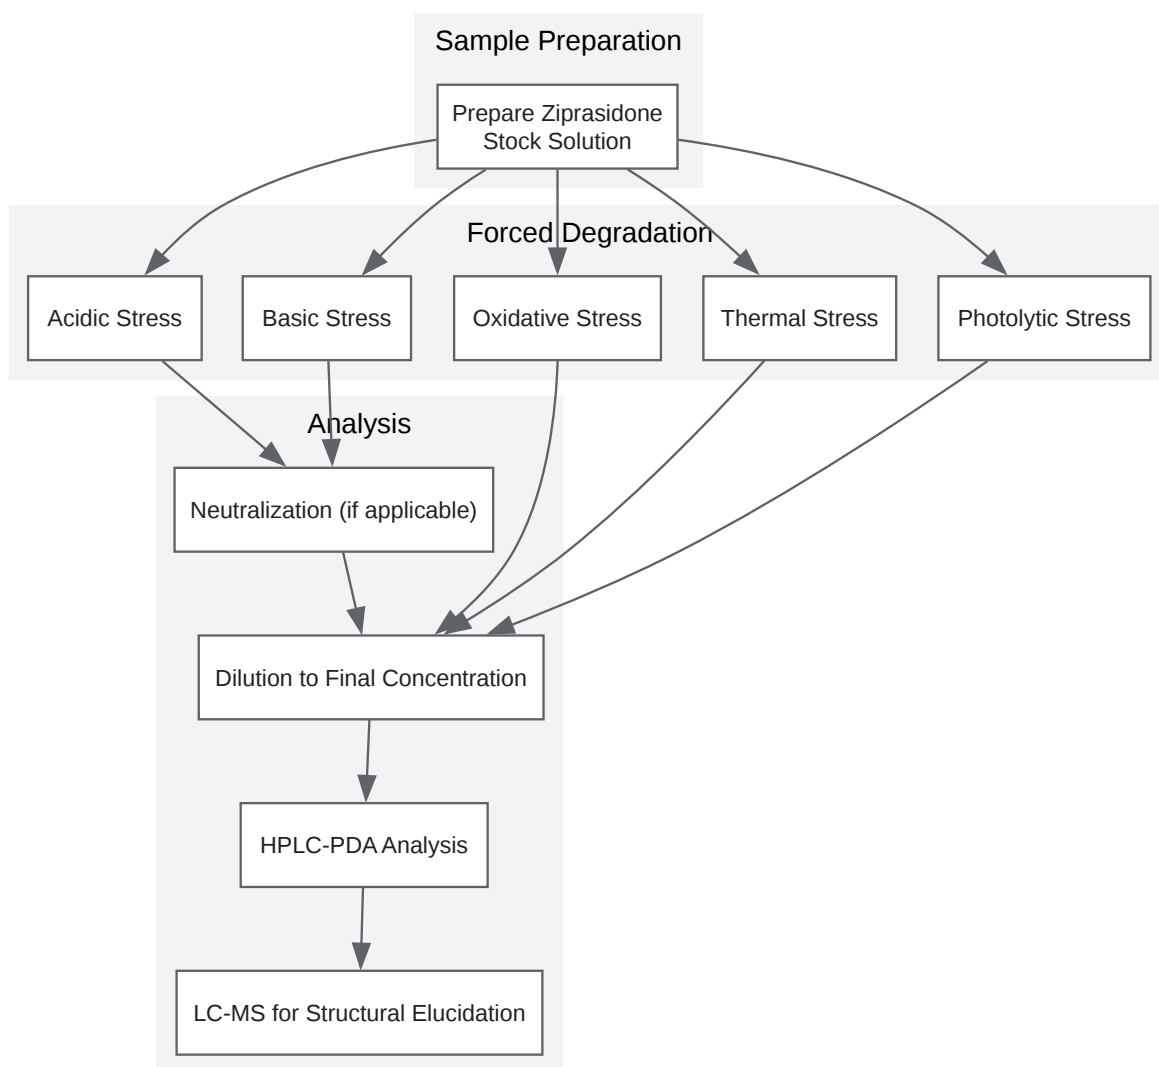 Sample Preparation
Prepare Ziprasidone
Stock Solution
Forced Degradation
Acidic Stress
Basic Stress
Oxidative Stress
Thermal Stress
Photolytic Stress
Analysis
Neutralization (if applicable)
Dilution to Final Concentration
HPLC-PDA Analysis
LC-MS for Structural Elucidation